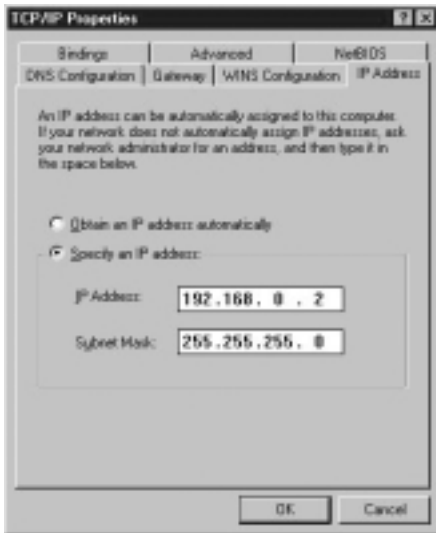 TCP/IP Properties ? X
Bindings Advanced NetBIOS
DNS Configuration Gateway WINS Configuration IP Address
An IP address can be automatically assigned to this computer.
If your network does not automatically assign IP addresses, ask
your network administrator for an address, and then type it in
the space below.
Obtain an IP address automatically
Specify an IP address:
IP Address: 192.168. 0 . 2
Subnet Mask: 255.255.255. 0
OK Cancel